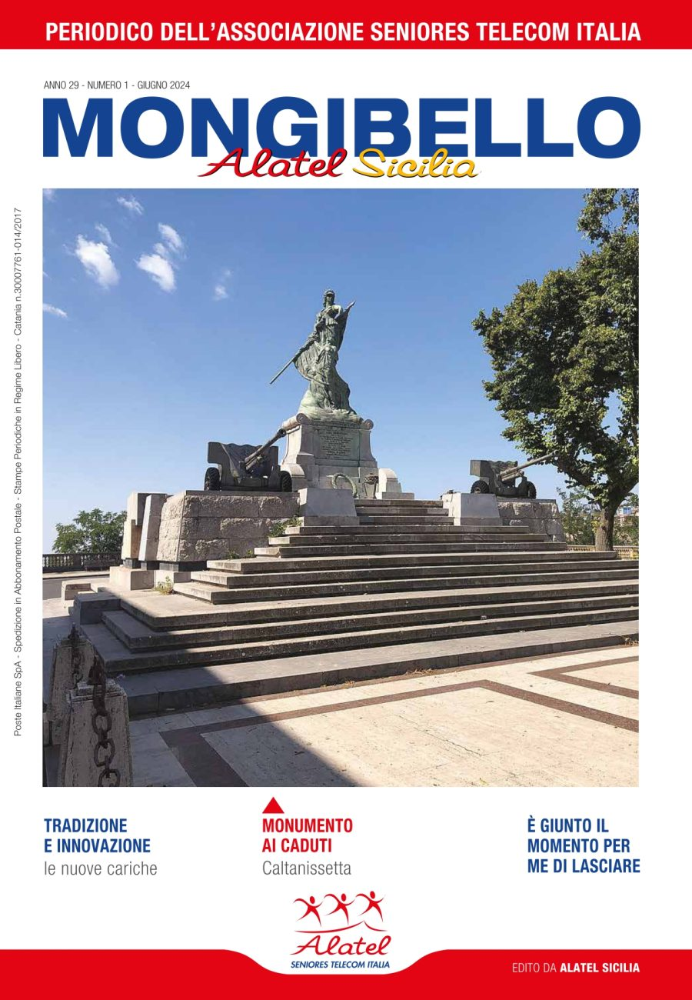 PERIODICO DELL'ASSOCIAZIONE SENIORES TELECOM ITALIA
ANNO 29 - NUMERO 1 - GIUGNO 2024
MONGIBELLO
Alatel Sicilia
Poste Italiane SpA - Spedizione in Abbonamento Postale - Stampe Periodiche in Regime Libero - Catania n.30007761-014/2017
TRADIZIONE
E INNOVAZIONE
le nuove cariche
MONUMENTO
AI CADUTI
Caltanissetta
È GIUNTO IL
MOMENTO PER
ME DI LASCIARE
Alatel
SENIORES TELECOM ITALIA
EDITO DA ALATEL SICILIA